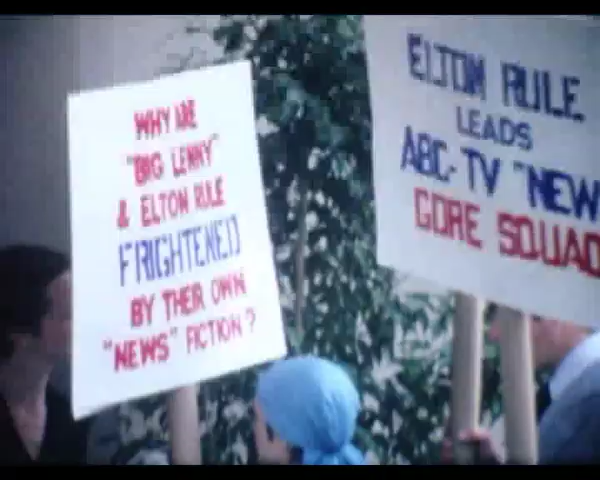 WHY ARE
"BIG LENNY"
& ELTON RULE
FRIGHTENED
BY THER OWN
"NEWS" FICTION?
ELTON RULE
LEADS
ABC-TV "NEW
GORE SQUAD